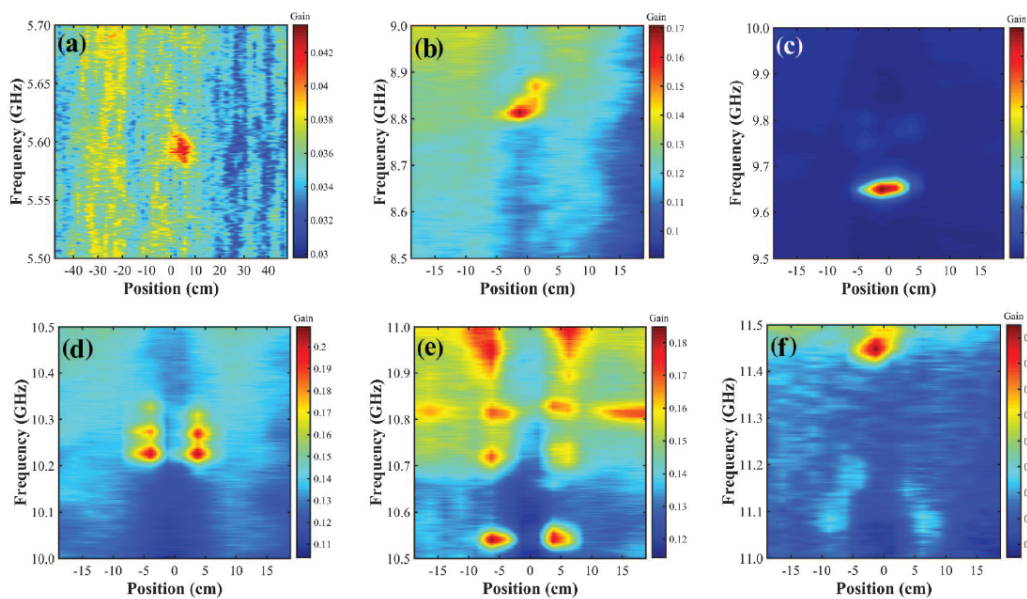 Gain
(a)
5.70
5.65
5.60
5.55
5.50
Frequency (GHz)
-40 -30 -20 -10 0 10 20 30 40
Position (cm)
0.042
0.040
0.038
0.036
0.034
0.032
0.030
Gain
(b)
9.0
8.9
8.8
8.7
8.6
8.5
Frequency (GHz)
-15 -10 -5 0 5 10 15
Position (cm)
0.17
0.16
0.15
0.14
0.13
0.12
0.11
0.10
Gain
(c)
10.0
9.9
9.8
9.7
9.6
9.5
Frequency (GHz)
-15 -10 -5 0 5 10 15
Position (cm)
Gain
(d)
10.5
10.4
10.3
10.2
10.1
10.0
Frequency (GHz)
-15 -10 -5 0 5 10 15
Position (cm)
0.2
0.19
0.18
0.17
0.16
0.15
0.14
0.13
0.12
0.11
Gain
(e)
11.0
10.9
10.8
10.7
10.6
10.5
Frequency (GHz)
-15 -10 -5 0 5 10 15
Position (cm)
0.18
0.17
0.16
0.15
0.14
0.13
0.12
Gain
(f)
11.5
11.4
11.3
11.2
11.1
11.0
Frequency (GHz)
-15 -10 -5 0 5 10 15
Position (cm)